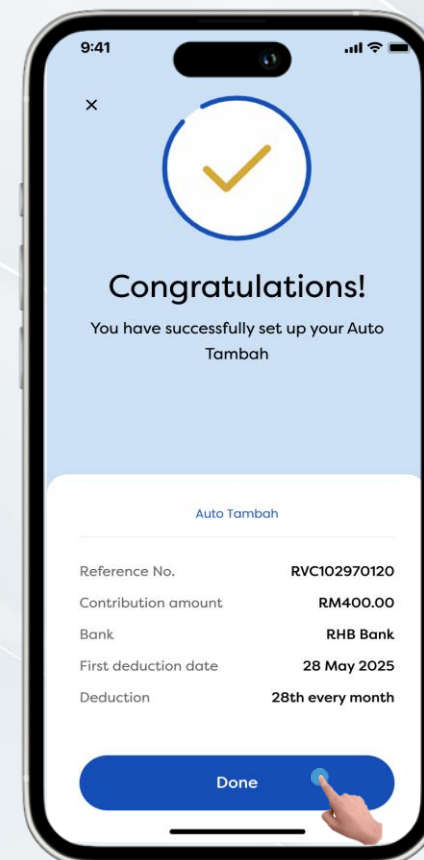 9:41
×
Congratulations!
You have successfully set up your Auto
Tambah
Auto Tambah
Reference No. RVC102970120
Contribution amount RM400.00
Bank RHB Bank
First deduction date 28 May 2025
Deduction 28th every month
Done